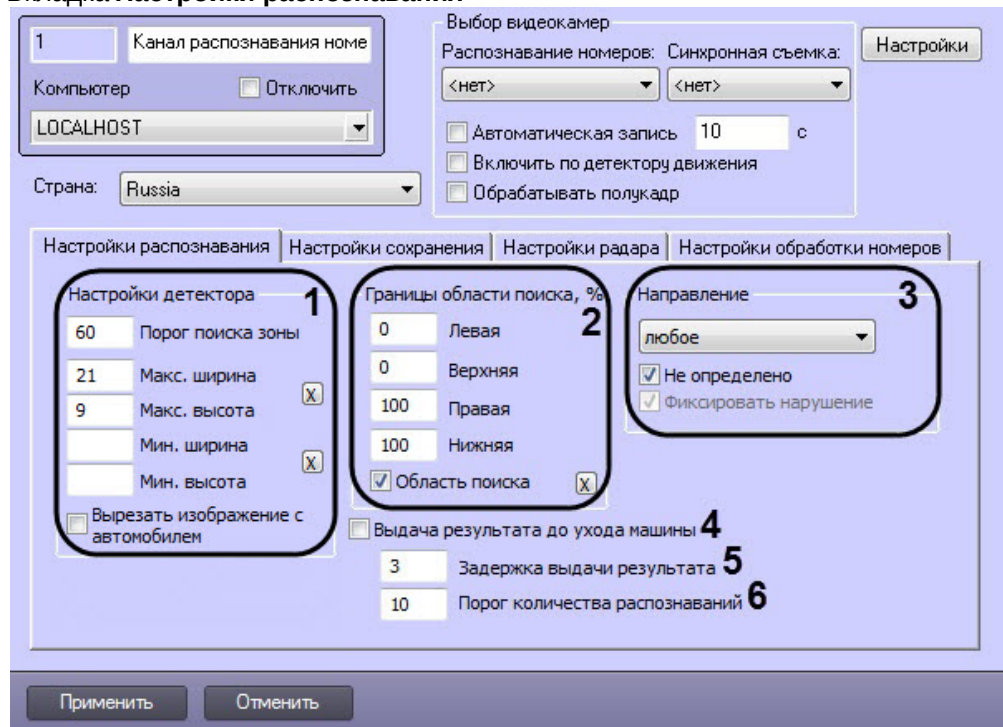 Вкладка Настройки распознавания
1
Канал распознавания номе
Компьютер
Отключить
LOCALHOST
Страна:
Russia
Выбор видеокамер
Распознавание номеров: Синхронная съемка:
<нет>
<нет>
Автоматическая запись 10 с
Включить по детектору движения
Обрабатывать полукадр
Настройки
Настройки распознавания
Настройки сохранения
Настройки радара
Настройки обработки номеров
Настройки детектора 1
60 Порог поиска зоны
21 Макс. ширина
X
9 Макс. высота
Мин. ширина
X
Мин. высота
Вырезать изображение с
автомобилем
Границы области поиска, %
2
0 Левая
0 Верхняя
100 Правая
100 Нижняя
Область поиска X
Направление 3
любое
Не определено
Фиксировать нарушение
Выдача результата до ухода машины 4
3 Задержка выдачи результата 5
10 Порог количества распознаваний 6
Применить
Отменить